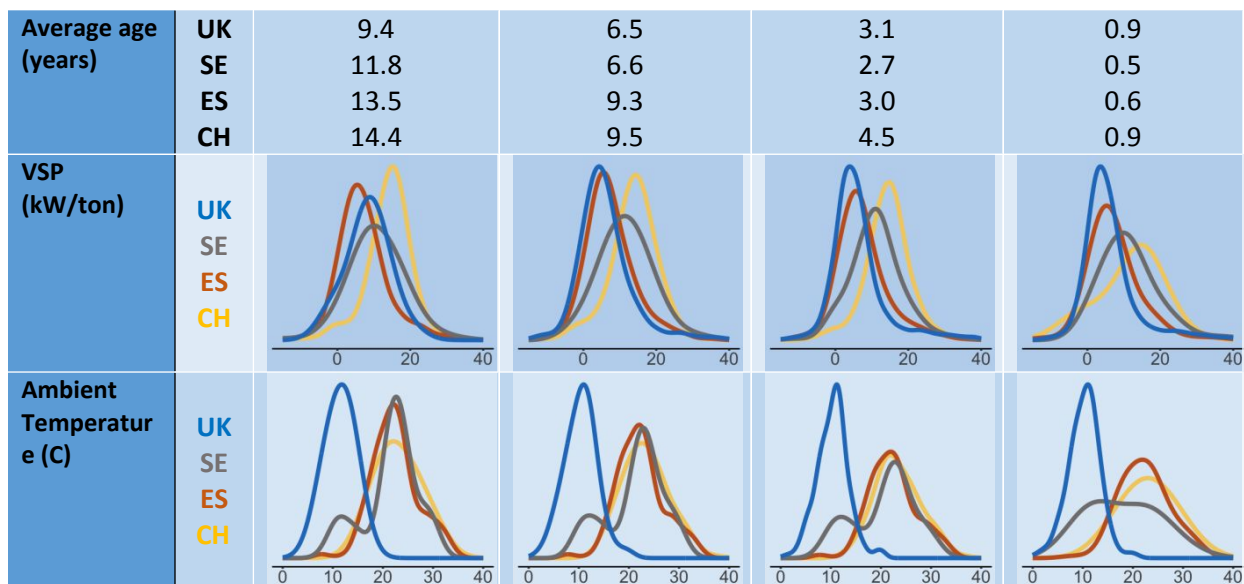 Average age UK 9.4 6.5 3.1 0.9
(years) SE 11.8 6.6 2.7 0.5
ES 13.5 9.3 3.0 0.6
CH 14.4 9.5 4.5 0.9
VSP
(kW/ton)
UK
SE
ES
CH
0 20 40 0 20 40 0 20 40 0 20 40
Ambient
Temperatur
e (C)
UK
SE
ES
CH
0 10 20 30 40 0 10 20 30 40 0 10 20 30 40 0 10 20 30 40